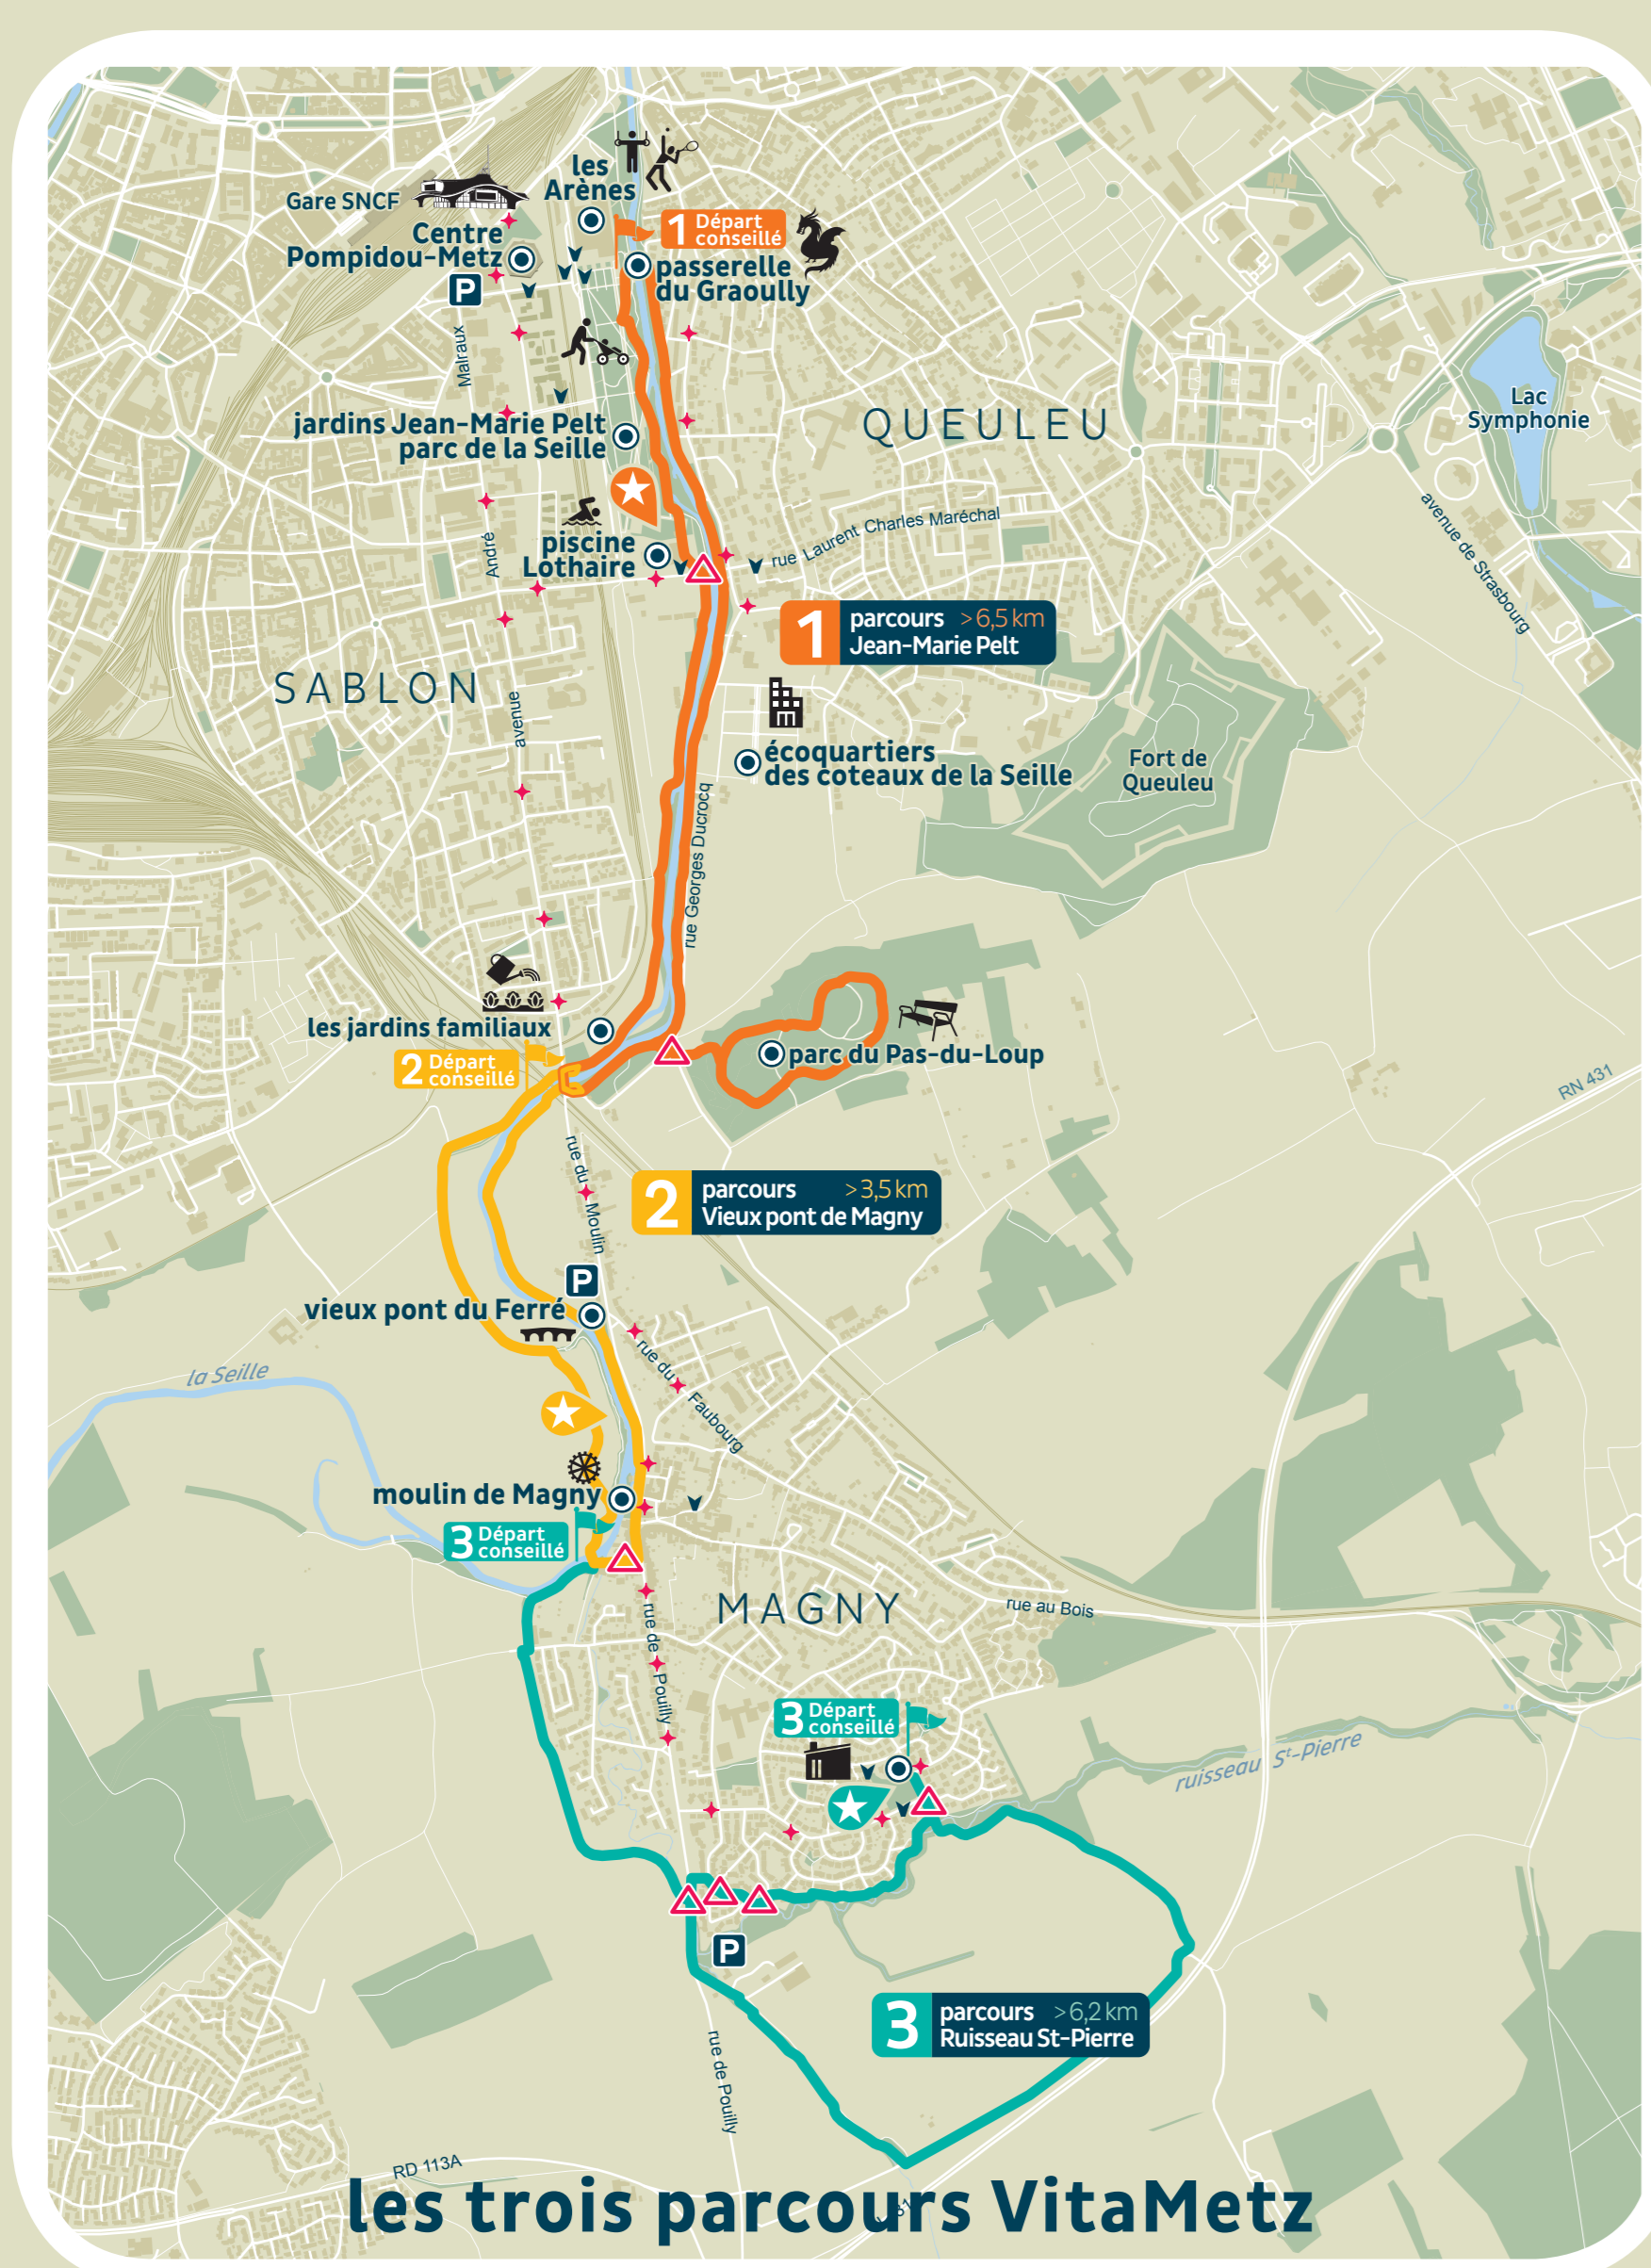 les
Arènes
Gare SNCF
Centre
Pompidou-Metz
P
1 Départ
conseillé
passerelle
du Graoully
Malraux
jardins Jean-Marie Pelt
parc de la Seille
QUEULEU
Lac
Symphonie
avenue de Strasbourg
rue Laurent Charles Maréchal
André
piscine
Lothaire
1 parcours >6,5 km
Jean-Marie Pelt
SABLON
avenue
écoquartiers
des coteaux de la Seille
Fort de
Queuleu
rue Georges Ducrocq
les jardins familiaux
2 Départ
conseillé
parc du Pas-du-Loup
RN 431
rue du Moulin
2 parcours >3,5 km
Vieux pont de Magny
P
vieux pont du Ferré
rue du Faubourg
la Seille
moulin de Magny
3 Départ
conseillé
MAGNY
rue au Bois
rue de Pouilly
3 Départ
conseillé
ruisseau St-Pierre
P
3 parcours >6,2 km
Ruisseau St-Pierre
rue de Pouilly
RD 113A
les trois parcours VitaMetz